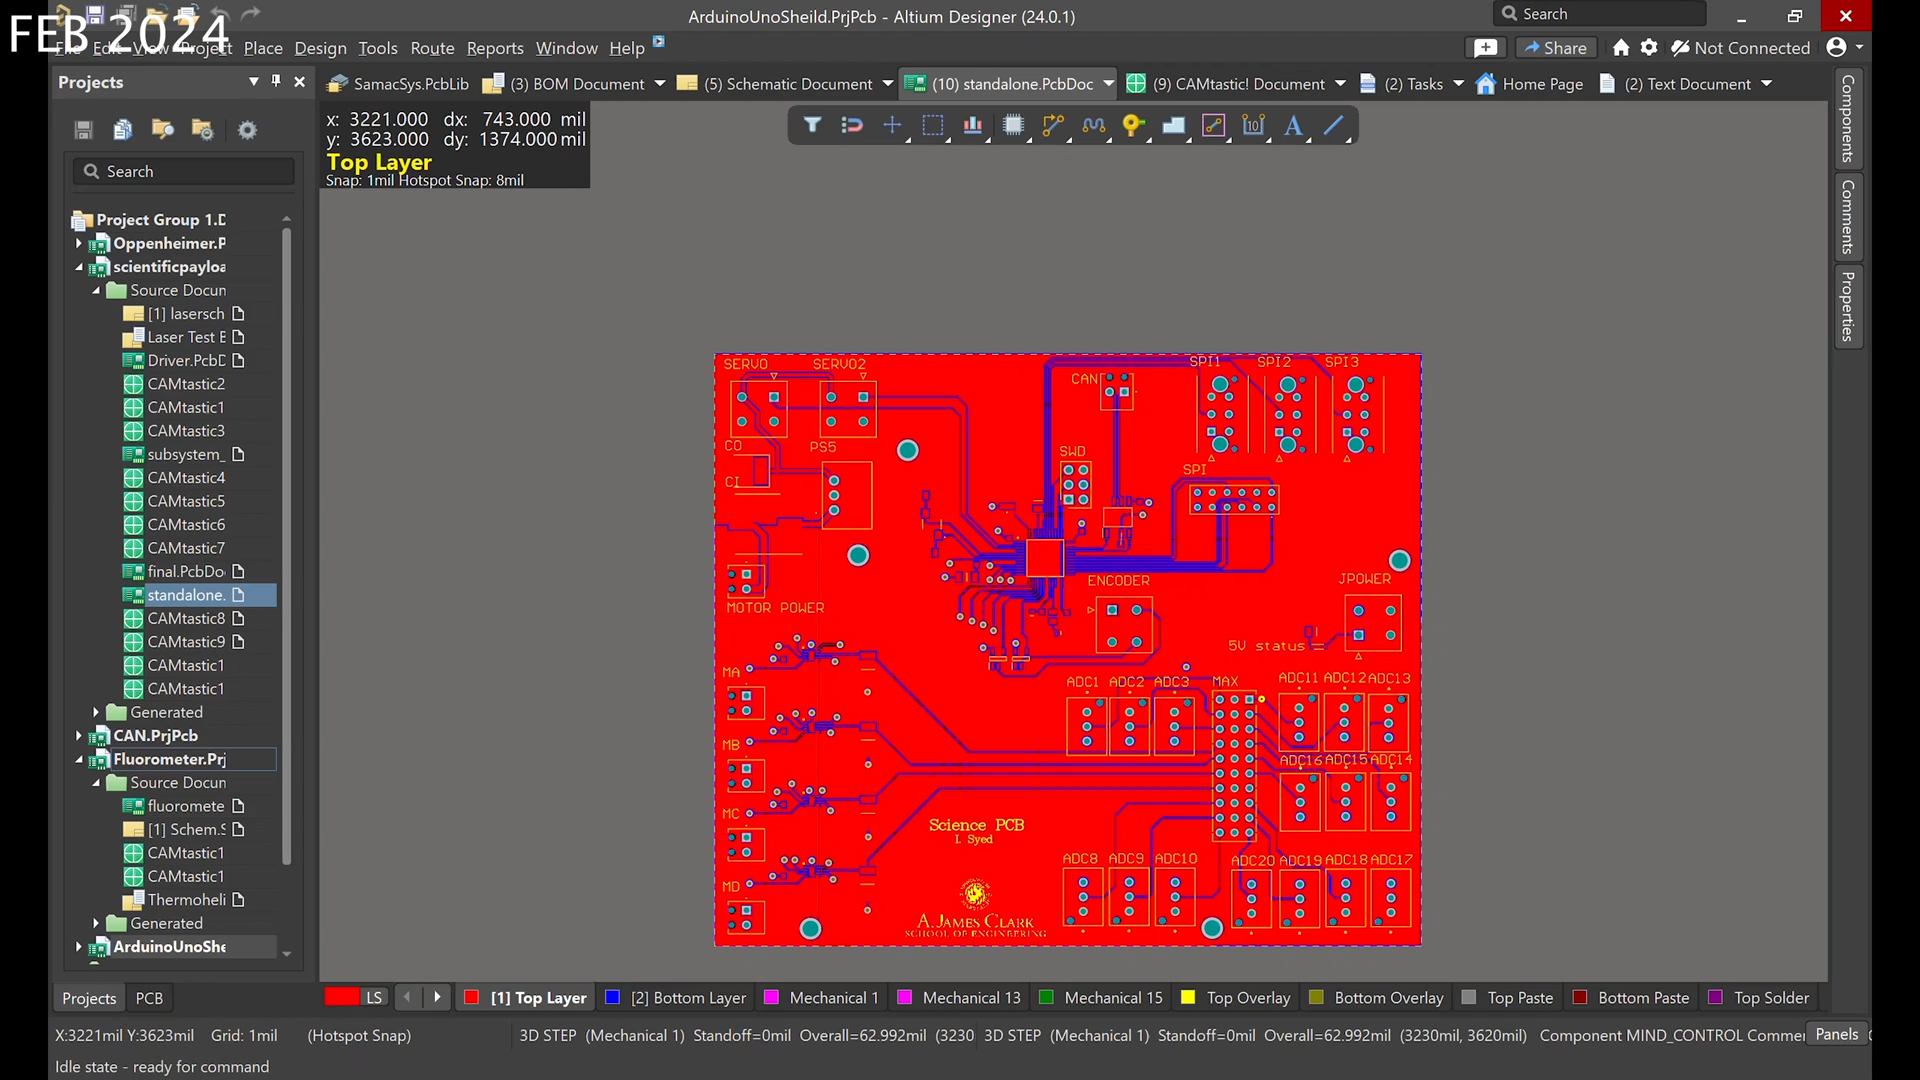 FEB 2024
ArduinoUnoSheild.PrjPcb - Altium Designer (24.0.1)
Search
File Edit View Project Place Design Tools Route Reports Window Help
Share
Not Connected
Projects
SamacSys.PcbLib
(3) BOM Document
(5) Schematic Document
(10) standalone.PcbDoc
(9) CAMtastic! Document
(2) Tasks
Home Page
(2) Text Document
Components
Comments
Properties
x: 3221.000 dx: 743.000 mil
y: 3623.000 dy: 1374.000 mil
Top Layer
Snap: 1mil Hotspot Snap: 8mil
Search
Project Group 1.D
Oppenheimer.P
scientificpayloa
Source Docum
[1] lasersch
Laser Test B
Driver.PcbD
CAMtastic2
CAMtastic1
CAMtastic3
subsystem_
CAMtastic4
CAMtastic5
CAMtastic6
CAMtastic7
final.PcbDo
standalone.
CAMtastic8
CAMtastic9
CAMtastic1
CAMtastic1
Generated
CAN.PrjPcb
Fluorometer.Prj
Source Docum
fluoromete
[1] Schem.S
CAMtastic1
CAMtastic1
Thermoheli
Generated
ArduinoUnoShe
SERVO SERVO2
CAN
SPI1 SPI2 SPI3
CO PS5
SWD
SPI
CI
ENCODER
JPOWER
MOTOR POWER
5V status
MA
ADC1 ADC2 ADC3 MAX ADC11 ADC12 ADC13
MB
ADC16 ADC15 ADC14
MC
Science PCB
I. Syed
ADC8 ADC9 ADC10 ADC20 ADC19 ADC18 ADC17
MD
A. JAMES CLARK
SCHOOL OF ENGINEERING
Projects PCB
LS
[1] Top Layer
[2] Bottom Layer
Mechanical 1
Mechanical 13
Mechanical 15
Top Overlay
Bottom Overlay
Top Paste
Bottom Paste
Top Solder
X:3221mil Y:3623mil Grid: 1mil (Hotspot Snap)
3D STEP (Mechanical 1) Standoff=0mil Overall=62.992mil (3230
3D STEP (Mechanical 1) Standoff=0mil Overall=62.992mil (3230mil, 3620mil) Component MIND_CONTROL Commer
Panels
Idle state - ready for command